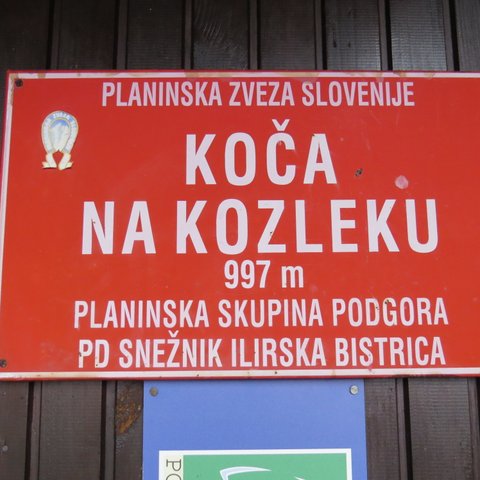 PLANINSKA ZVEZA SLOVENIJE
KOČA
NA KOZLEKU
997 m
PLANINSKA SKUPINA PODGORA
PD SNEŽNIK ILIRSKA BISTRICA